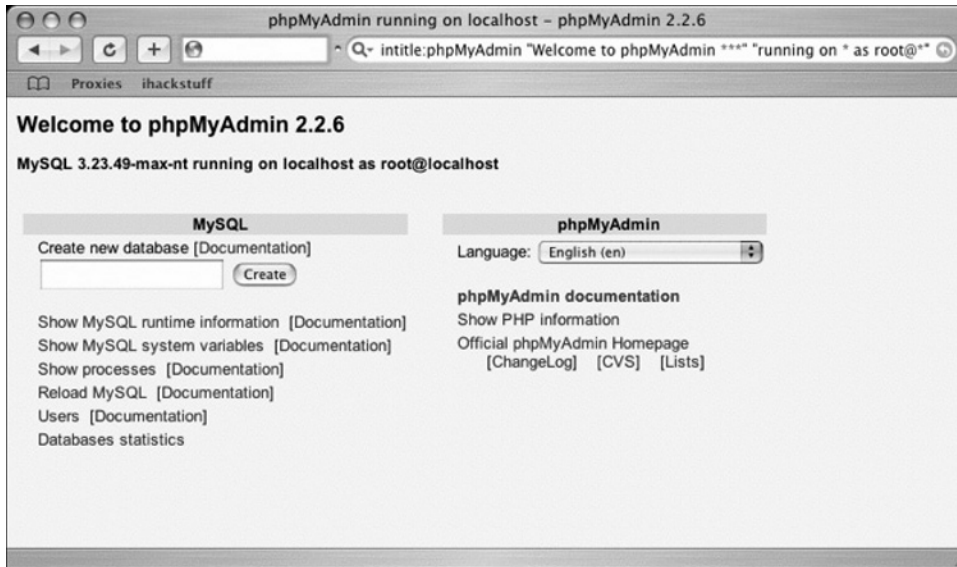 phpMyAdmin running on localhost – phpMyAdmin 2.2.6
intitle:phpMyAdmin "Welcome to phpMyAdmin ***" "running on * as root@*"
Proxies ihackstuff
Welcome to phpMyAdmin 2.2.6
MySQL 3.23.49-max-nt running on localhost as root@localhost
MySQL
Create new database [Documentation]
Create
Show MySQL runtime information [Documentation]
Show MySQL system variables [Documentation]
Show processes [Documentation]
Reload MySQL [Documentation]
Users [Documentation]
Databases statistics
phpMyAdmin
Language: English (en)
phpMyAdmin documentation
Show PHP information
Official phpMyAdmin Homepage
[ChangeLog] [CVS] [Lists]